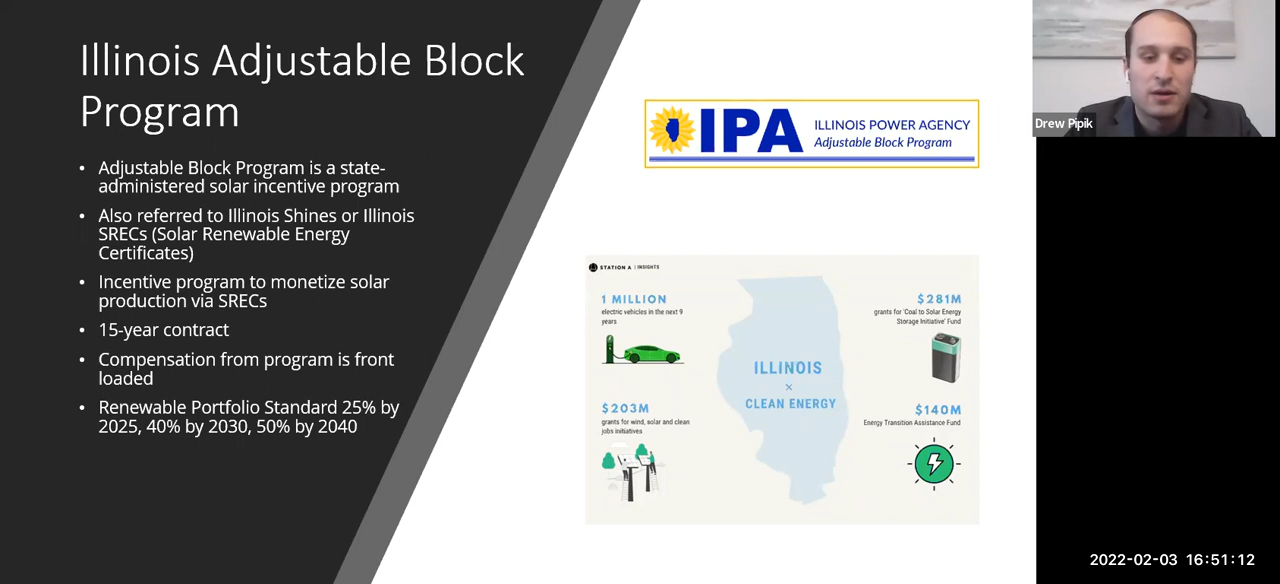 Illinois Adjustable Block
Program
• Adjustable Block Program is a state-
administered solar incentive program
• Also referred to Illinois Shines or Illinois
SRECs (Solar Renewable Energy
Certificates)
• Incentive program to monetize solar
production via SRECs
• 15-year contract
• Compensation from program is front
loaded
• Renewable Portfolio Standard 25% by
2025, 40% by 2030, 50% by 2040
IPA
ILLINOIS POWER AGENCY
Adjustable Block Program
STATION A | INSIGHTS
1 MILLION
electric vehicles in the next 9
years
$281M
grants for 'Coal to Solar Energy
Storage Initiative' Fund
ILLINOIS
×
CLEAN ENERGY
$203M
grants for wind, solar and clean
jobs initiatives
$140M
Energy Transition Assistance Fund
Drew Pipik
2022-02-03 16:51:12